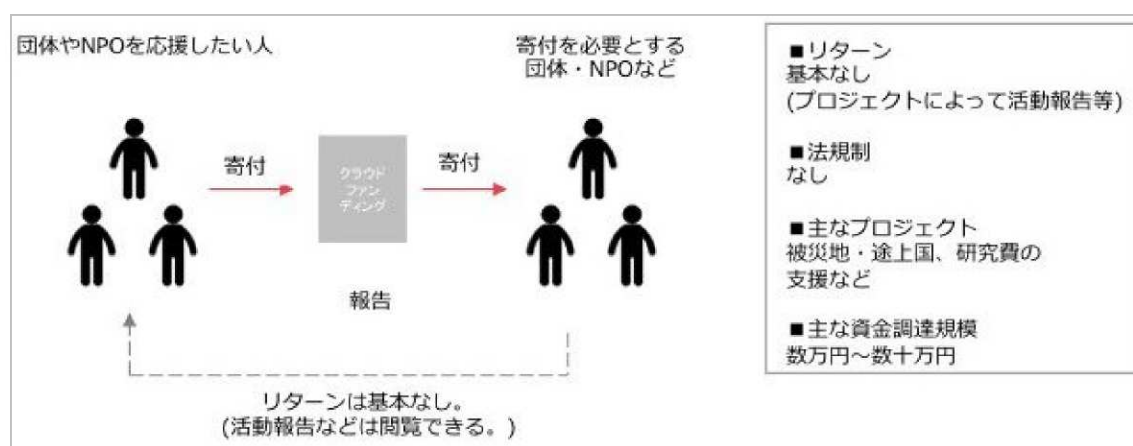 団体やNPOを応援したい人
寄付を必要とする
団体・NPOなど
寄付
クラウド
ファン
ディング
寄付
報告
リターンは基本なし。
(活動報告などは閲覧できる。)
■リターン
基本なし
(プロジェクトによって活動報告等)
■法規制
なし
■主なプロジェクト
被災地・途上国、研究費の
支援など
■主な資金調達規模
数万円～数十万円